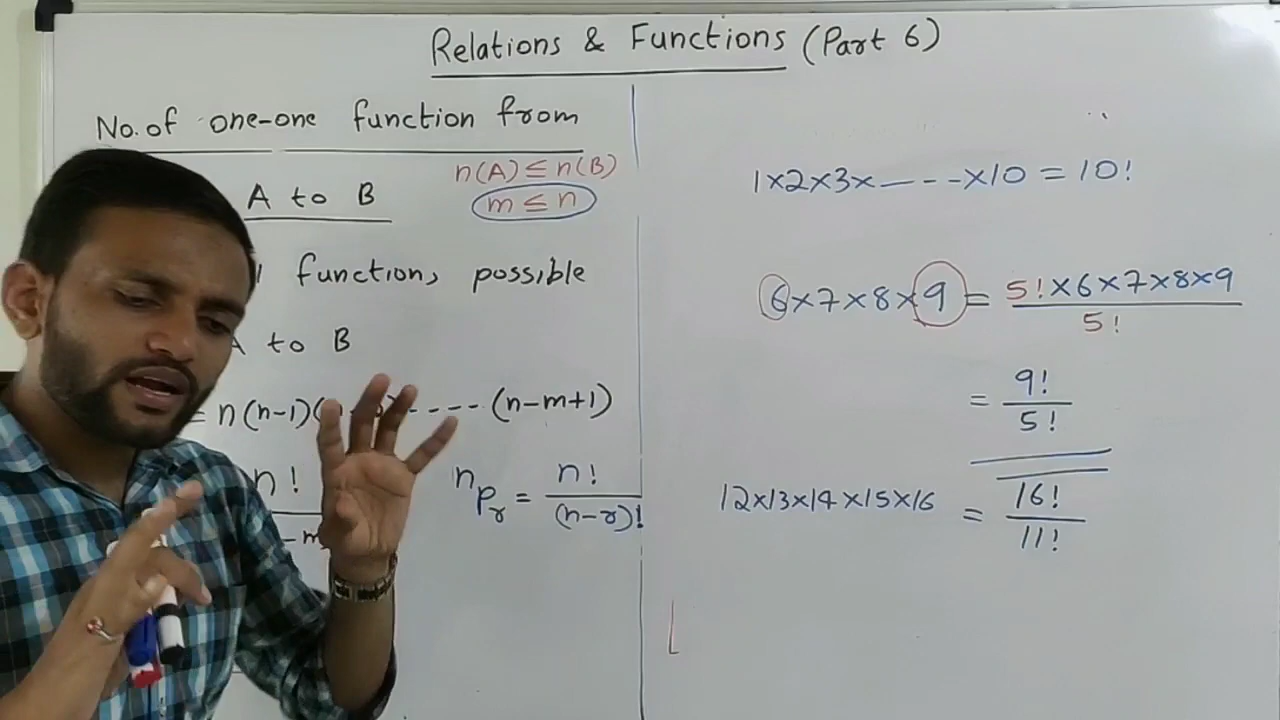 Relations & Functions (Part 6)
No. of one-one function from
A to B
n(A) ≤ n(B)
m ≤ n
functions possible
to B
= n(n-1)( ---- (n-m+1)
n!
-m
nPr = n! / (n-r)!
1×2×3×----×10 = 10!
6×7×8×9 = 5!×6×7×8×9 / 5!
= 9! / 5!
12×13×14×15×16 = 16! / 11!